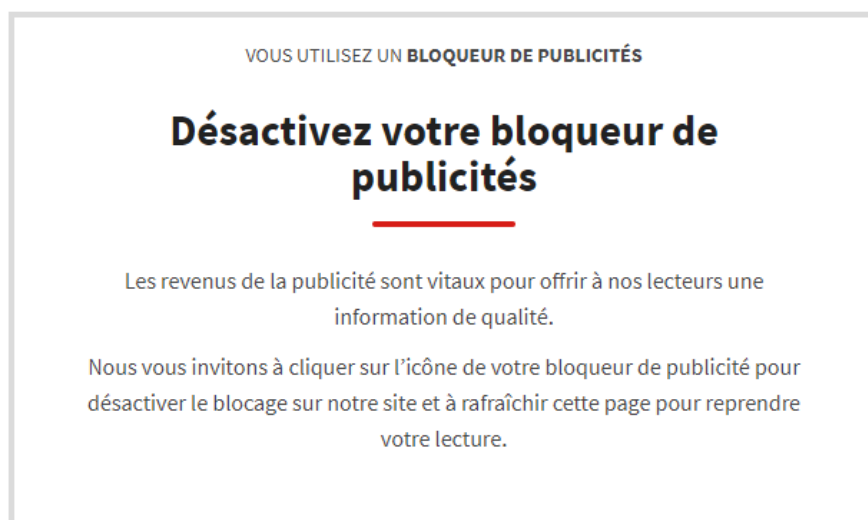 VOUS UTILISEZ UN BLOQUEUR DE PUBLICITÉS
Désactivez votre bloqueur de
publicités
Les revenus de la publicité sont vitaux pour offrir à nos lecteurs une
information de qualité.
Nous vous invitons à cliquer sur l’icône de votre bloqueur de publicité pour
désactiver le blocage sur notre site et à rafraîchir cette page pour reprendre
votre lecture.